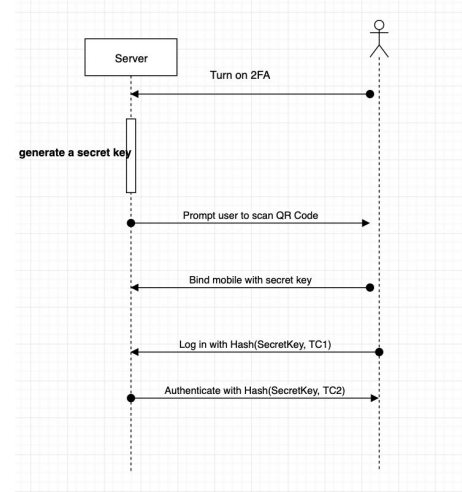 Server
Turn on 2FA
generate a secret key
Prompt user to scan QR Code
Bind mobile with secret key
Log in with Hash(SecretKey, TC1)
Authenticate with Hash(SecretKey, TC2)